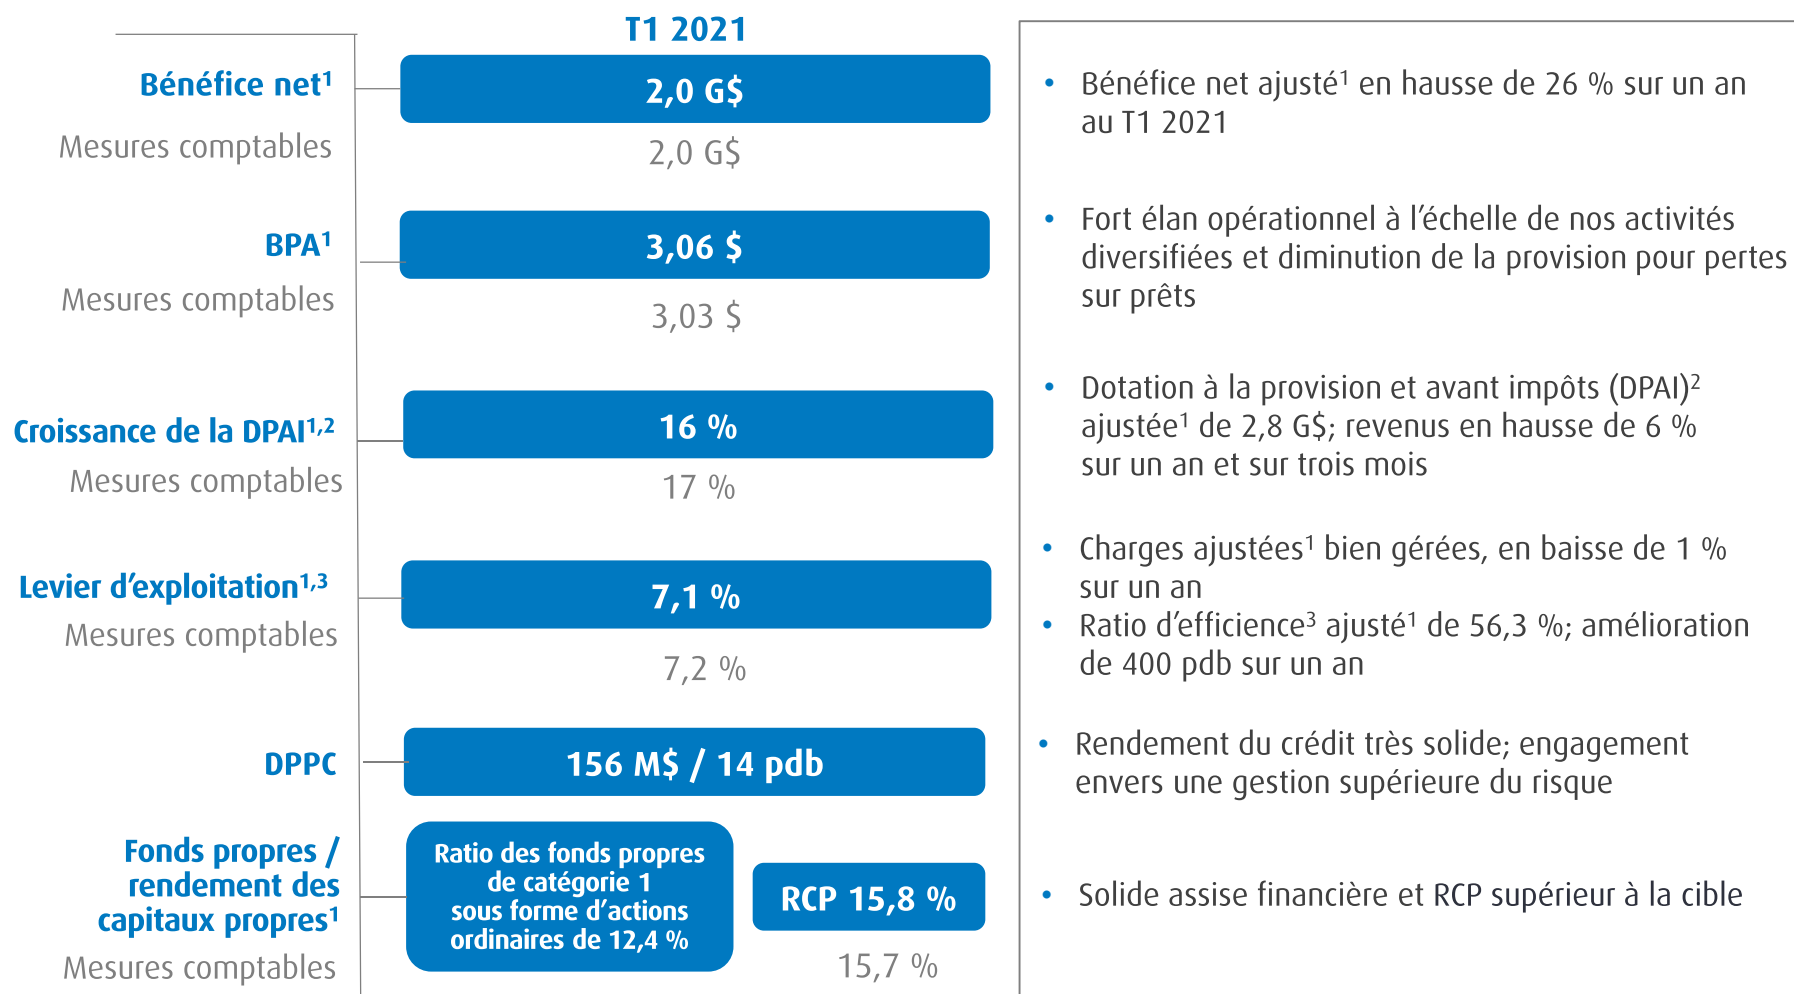 T1 2021
Bénéfice net¹
2,0 G$
Mesures comptables
2,0 G$
BPA¹
3,06 $
Mesures comptables
3,03 $
Croissance de la DPAI¹,²
16 %
Mesures comptables
17 %
Levier d’exploitation¹,³
7,1 %
Mesures comptables
7,2 %
DPPC
156 M$ / 14 pdb
Fonds propres /
rendement des
capitaux propres¹
Ratio des fonds propres
de catégorie 1
sous forme d’actions
ordinaires de 12,4 %
RCP 15,8 %
Mesures comptables
15,7 %
• Bénéfice net ajusté¹ en hausse de 26 % sur un an
au T1 2021
• Fort élan opérationnel à l’échelle de nos activités
diversifiées et diminution de la provision pour pertes
sur prêts
• Dotation à la provision et avant impôts (DPAI)²
ajustée¹ de 2,8 G$; revenus en hausse de 6 %
sur un an et sur trois mois
• Charges ajustées¹ bien gérées, en baisse de 1 %
sur un an
• Ratio d’efficience³ ajusté¹ de 56,3 %; amélioration
de 400 pdb sur un an
• Rendement du crédit très solide; engagement
envers une gestion supérieure du risque
• Solide assise financière et RCP supérieur à la cible